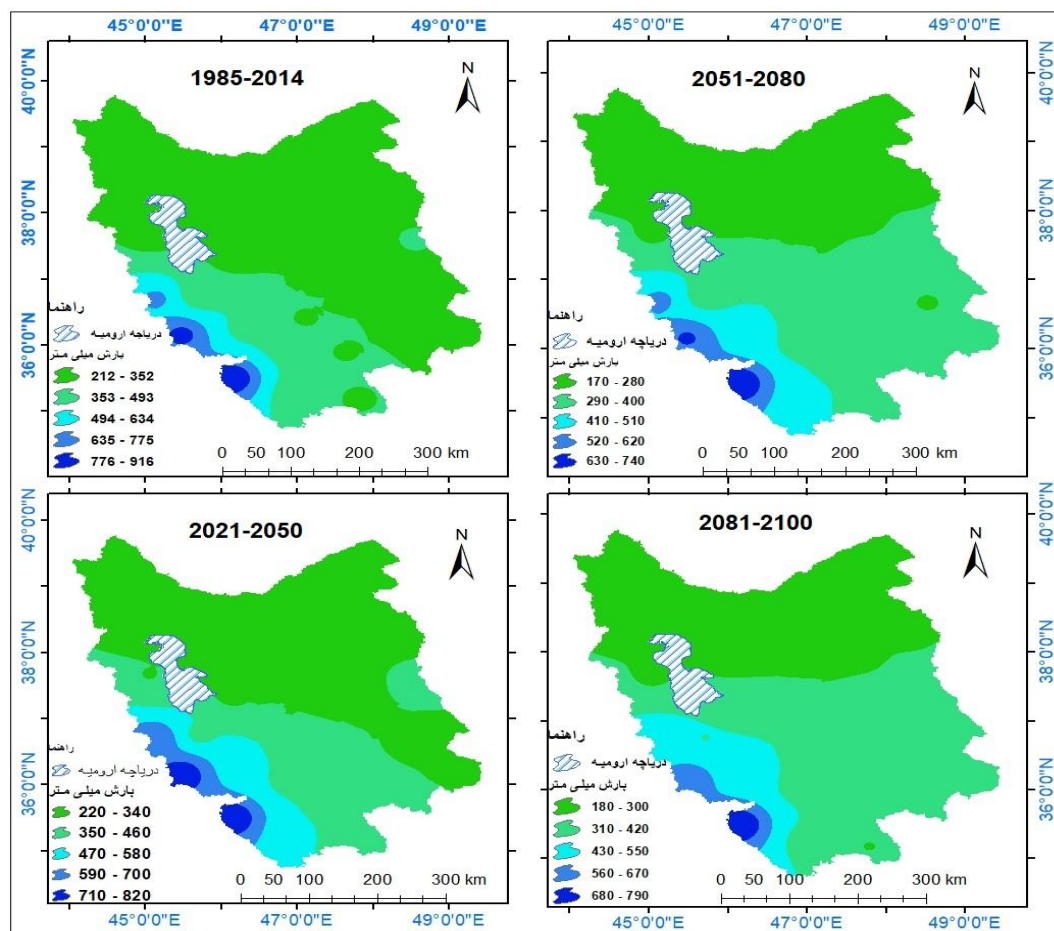 45°0'0"E 47°0'0"E 49°0'0"E 45°0'0"E 47°0'0"E 49°0'0"E
40°0'0"N
38°0'0"N
36°0'0"N
1985-2014
N
راهنما
دریاچه ارومیه
بارش میلی متر
212 - 352
353 - 493
494 - 634
635 - 775
776 - 916
0 50 100 200 300 km
2051-2080
N
40°0'0"N
38°0'0"N
36°0'0"N
راهنما
دریاچه ارومیه
بارش میلی متر
170 - 280
290 - 400
410 - 510
520 - 620
630 - 740
0 50 100 200 300 km
40°0'0"N
38°0'0"N
36°0'0"N
2021-2050
N
راهنما
دریاچه ارومیه
بارش میلی متر
220 - 340
350 - 460
470 - 580
590 - 700
710 - 820
0 50 100 200 300 km
2081-2100
N
40°0'0"N
38°0'0"N
36°0'0"N
راهنما
دریاچه ارومیه
بارش میلی متر
180 - 300
310 - 420
430 - 550
560 - 670
680 - 790
0 50 100 200 300 km
45°0'0"E 47°0'0"E 49°0'0"E 45°0'0"E 47°0'0"E 49°0'0"E